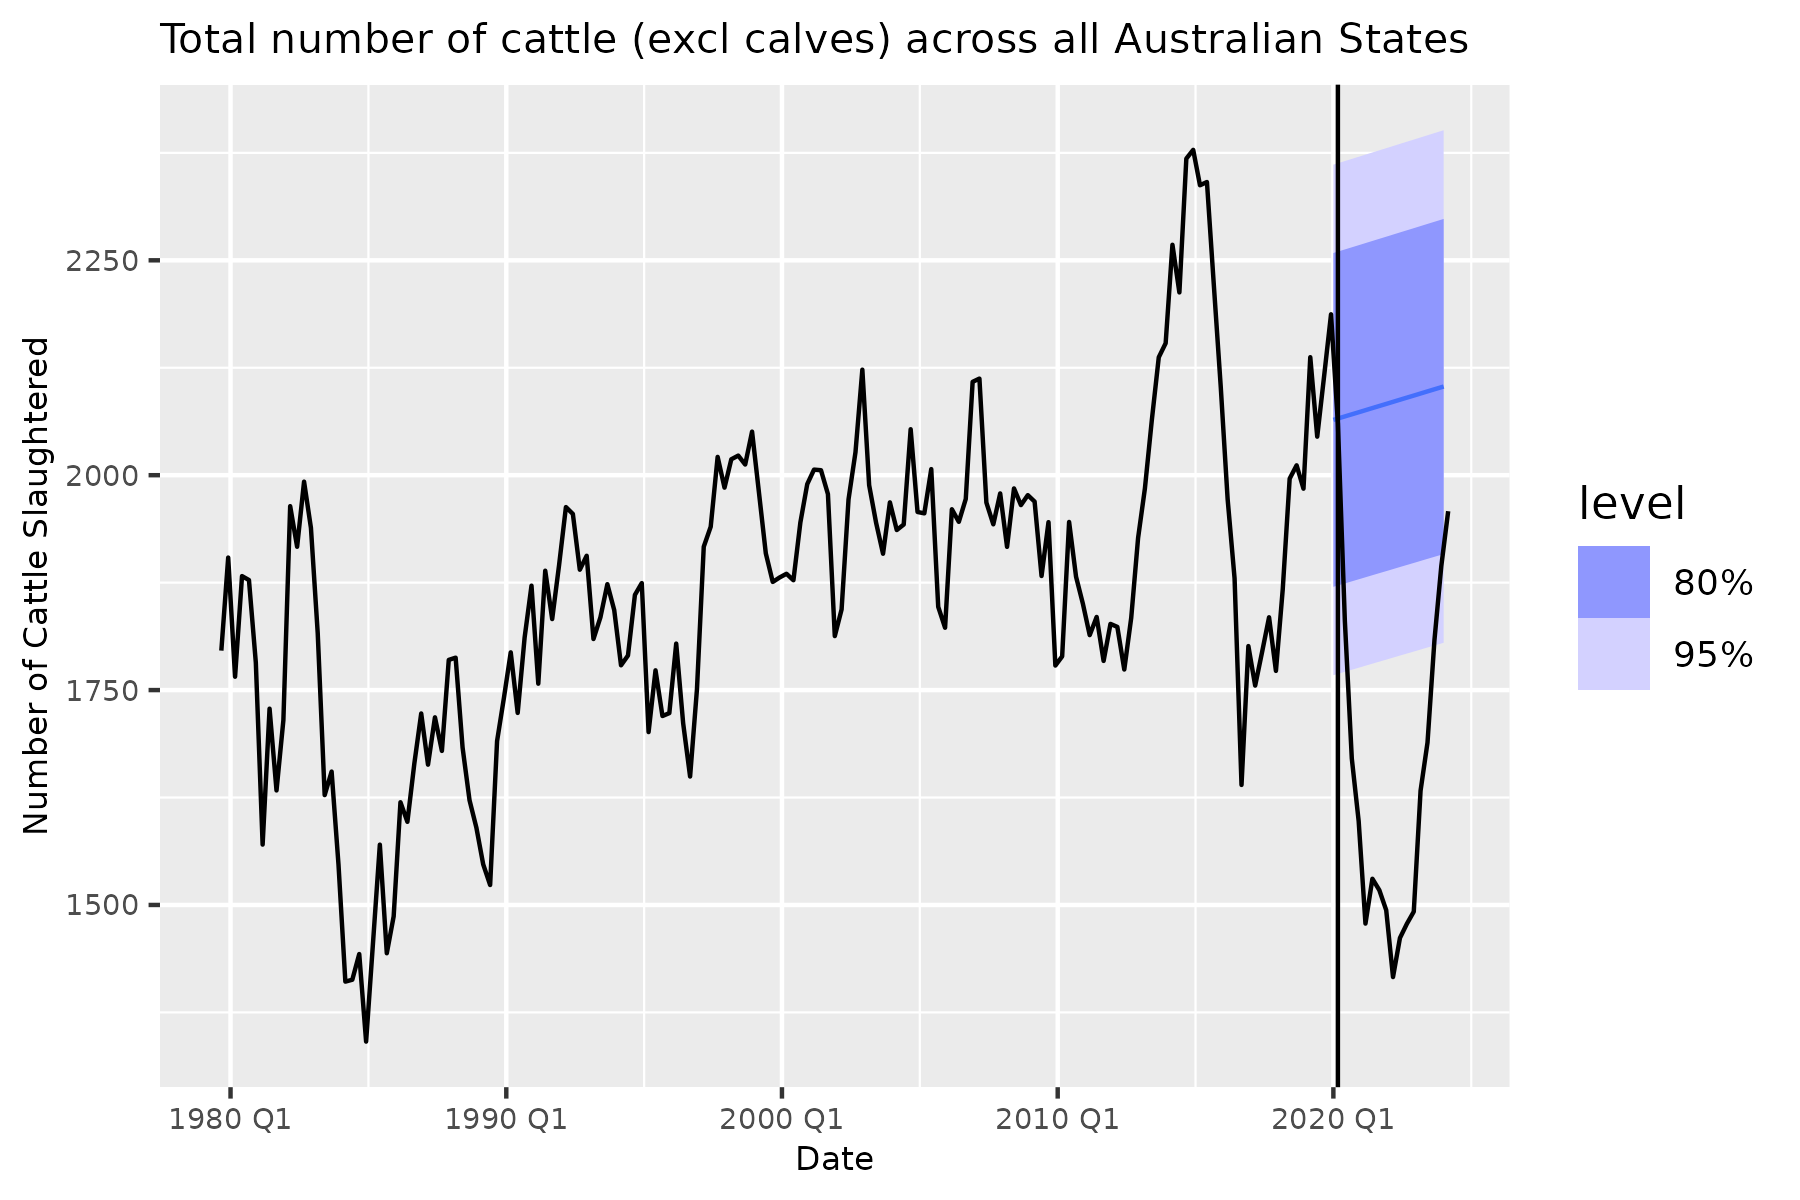 Total number of cattle (excl calves) across all Australian States
Number of Cattle Slaughtered
2250
2000
1750
1500
1980 Q1
1990 Q1
2000 Q1
2010 Q1
2020 Q1
Date
level
80%
95%